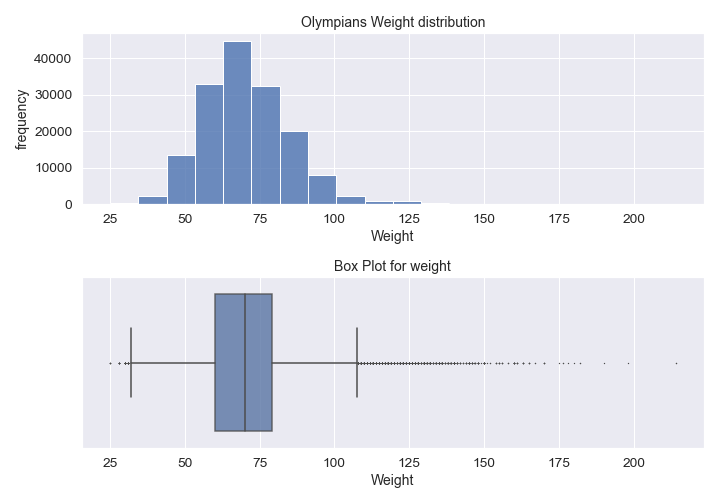 Olympians Weight distribution
40000
30000
20000
10000
0
frequency
25 50 75 100 125 150 175 200
Weight
Box Plot for weight
25 50 75 100 125 150 175 200
Weight